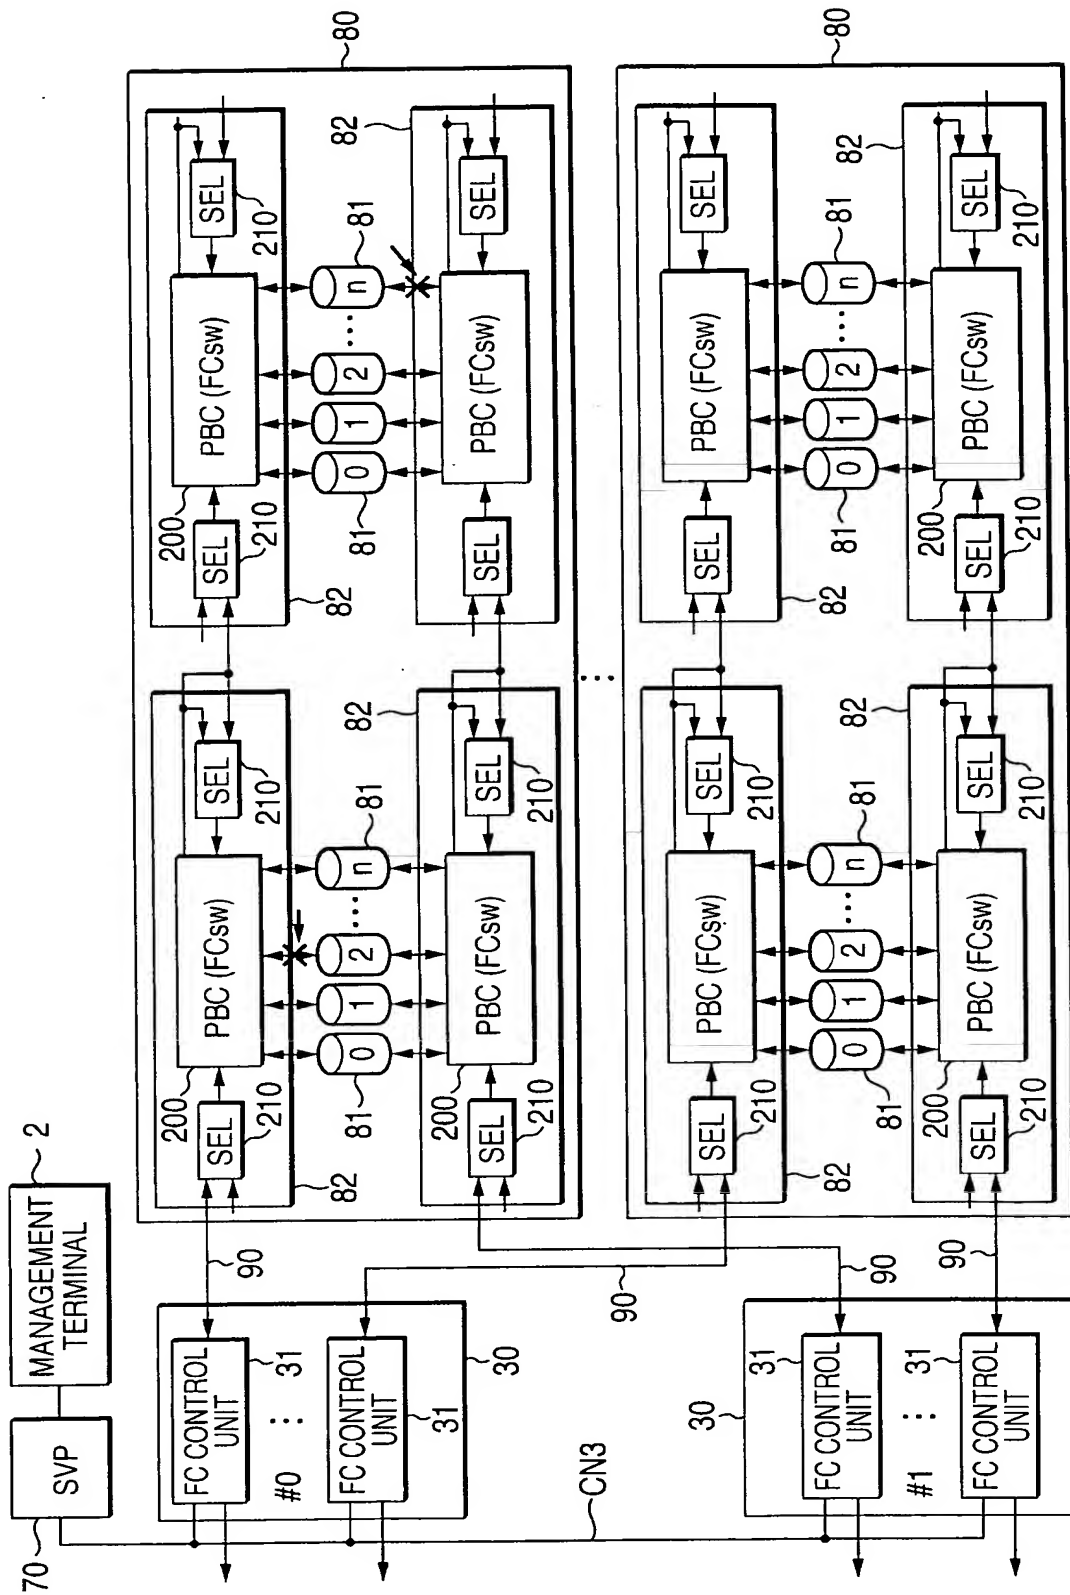 70
SVP
MANAGEMENT
TERMINAL
2
FC CONTROL
UNIT
31
#0
FC CONTROL
UNIT
31
30
CN3
30
FC CONTROL
UNIT
31
#1
FC CONTROL
UNIT
31
90
90
90
90
80
SEL
210
200
PBC (FCsw)
SEL
210
82
81
0
1
2
n
81
82
SEL
210
200
PBC (FCsw)
SEL
210
SEL
210
200
PBC (FCsw)
SEL
210
82
81
0
1
2
n
81
82
SEL
PBC (FCsw)
SEL
80
SEL
210
PBC (FCsw)
SEL
210
82
81
0
1
2
n
81
82
SEL
210
200
PBC (FCsw)
SEL
210
SEL
PBC (FCsw)
SEL
82
81
0
1
2
n
81
82
SEL
210
200
PBC (FCsw)
SEL
210